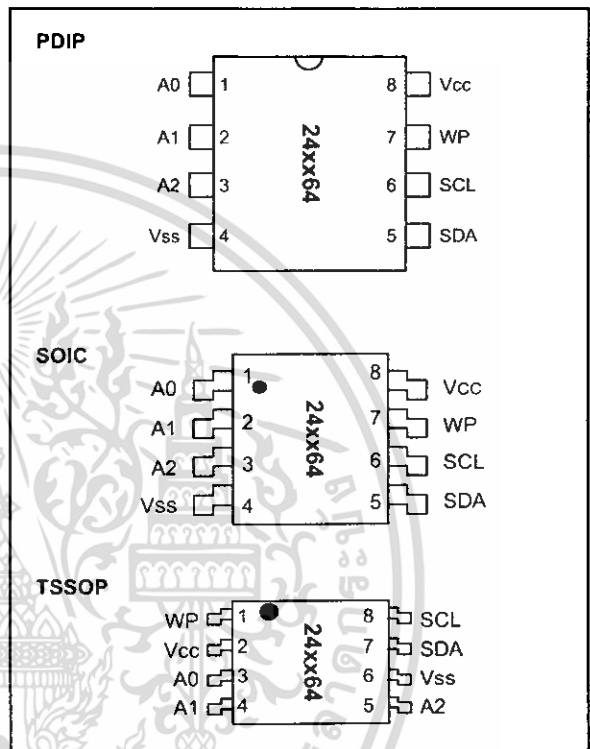 PDIP
A0 1 8 Vcc
A1 2 7 WP
A2 3 6 SCL
Vss 4 5 SDA
24xx64
SOIC
A0 1 8 Vcc
A1 2 7 WP
A2 3 6 SCL
Vss 4 5 SDA
24xx64
TSSOP
WP 1 8 SCL
Vcc 2 7 SDA
A0 3 6 Vss
A1 4 5 A2
24xx64